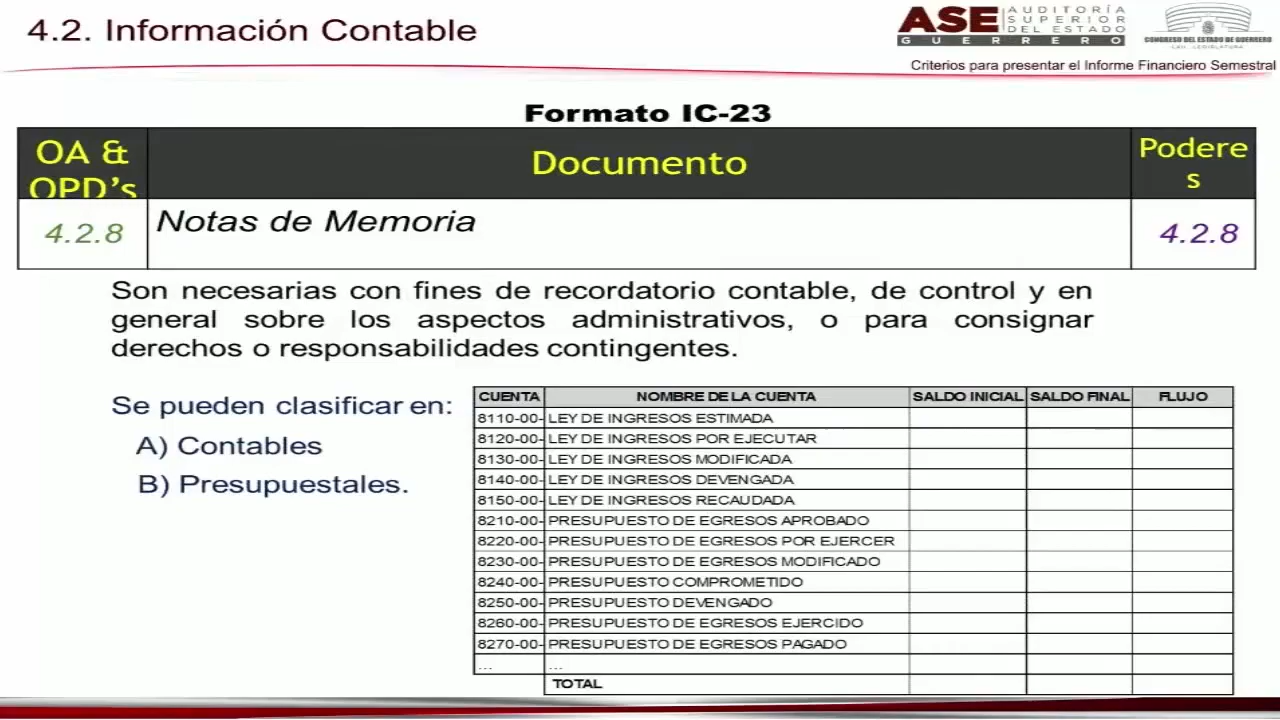 4.2. Información Contable
ASE AUDITORÍA SUPERIOR DEL ESTADO
GUERRERO
CONGRESO DEL ESTADO DE GUERRERO
Criterios para presentar el Informe Financiero Semestral
Formato IC-23
OA & OPD's Documento Poderes
4.2.8 Notas de Memoria 4.2.8
Son necesarias con fines de recordatorio contable, de control y en
general sobre los aspectos administrativos, o para consignar
derechos o responsabilidades contingentes.
Se pueden clasificar en:
A) Contables
B) Presupuestales.
CUENTA NOMBRE DE LA CUENTA SALDO INICIAL SALDO FINAL FLUJO
8110-00- LEY DE INGRESOS ESTIMADA
8120-00- LEY DE INGRESOS POR EJECUTAR
8130-00- LEY DE INGRESOS MODIFICADA
8140-00- LEY DE INGRESOS DEVENGADA
8150-00- LEY DE INGRESOS RECAUDADA
8210-00- PRESUPUESTO DE EGRESOS APROBADO
8220-00- PRESUPUESTO DE EGRESOS POR EJERCER
8230-00- PRESUPUESTO DE EGRESOS MODIFICADO
8240-00- PRESUPUESTO COMPROMETIDO
8250-00- PRESUPUESTO DEVENGADO
8260-00- PRESUPUESTO DE EGRESOS EJERCIDO
8270-00- PRESUPUESTO DE EGRESOS PAGADO
... ...
TOTAL